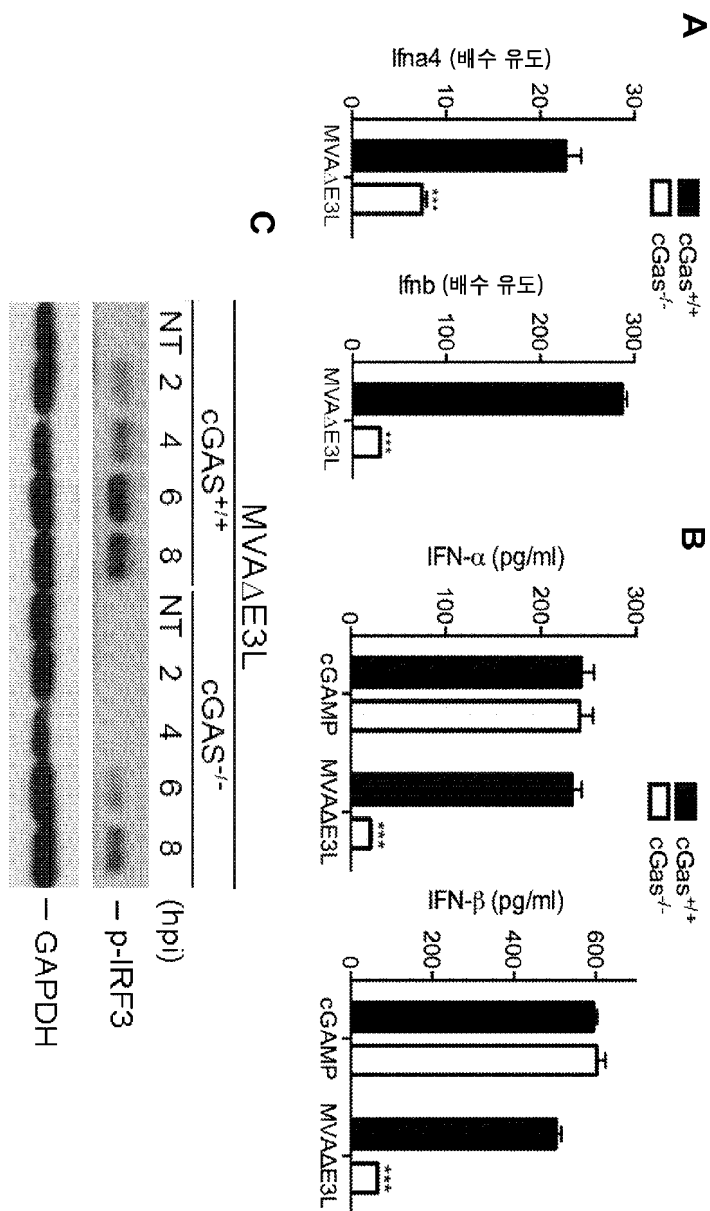 A
cGas+/+
cGas-/-
Ifna4 (배수 유도)
30
20
10
0
MVAΔE3L
***
Ifnb (배수 유도)
300
200
100
0
MVAΔE3L
***
B
cGas+/+
cGas-/-
IFN-α (pg/ml)
300
200
100
0
cGAMP
MVAΔE3L
***
IFN-β (pg/ml)
600
400
200
0
cGAMP
MVAΔE3L
***
C
MVAΔE3L
cGAS+/+ cGAS-/-
NT 2 4 6 8 NT 2 4 6 8 (hpi)
– p-IRF3
– GAPDH